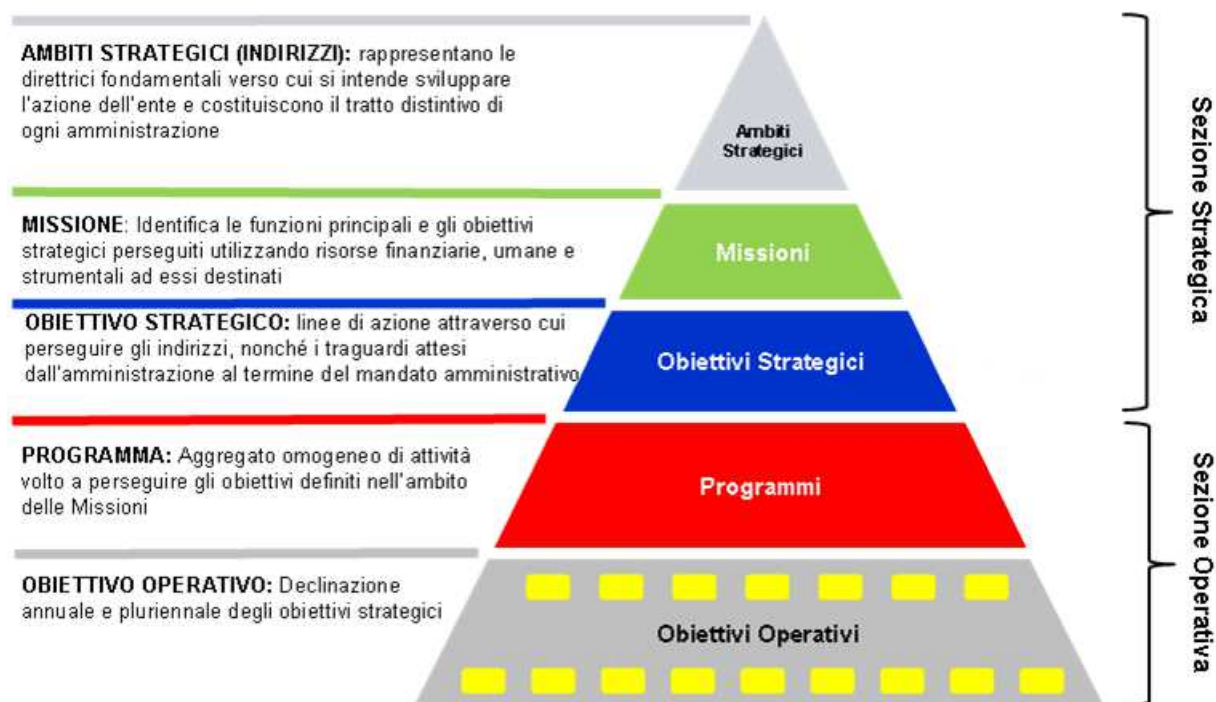 AMBITI STRATEGICI (INDIRIZZI): rappresentano le
direttrici fondamentali verso cui si intende sviluppare
l'azione dell'ente e costituiscono il tratto distintivo di
ogni amministrazione
Ambiti
Strategici
MISSIONE: Identifica le funzioni principali e gli obiettivi
strategici perseguiti utilizzando risorse finanziarie, umane e
strumentali ad essi destinati
Missioni
OBIETTIVO STRATEGICO: linee di azione attraverso cui
perseguire gli indirizzi, nonché i traguardi attesi
dall'amministrazione al termine del mandato amministrativo
Obiettivi Strategici
Sezione Strategica
PROGRAMMA: Aggregato omogeneo di attività
volto a perseguire gli obiettivi definiti nell'ambito
delle Missioni
Programmi
OBIETTIVO OPERATIVO: Declinazione
annuale e pluriennale degli obiettivi strategici
Obiettivi Operativi
Sezione Operativa